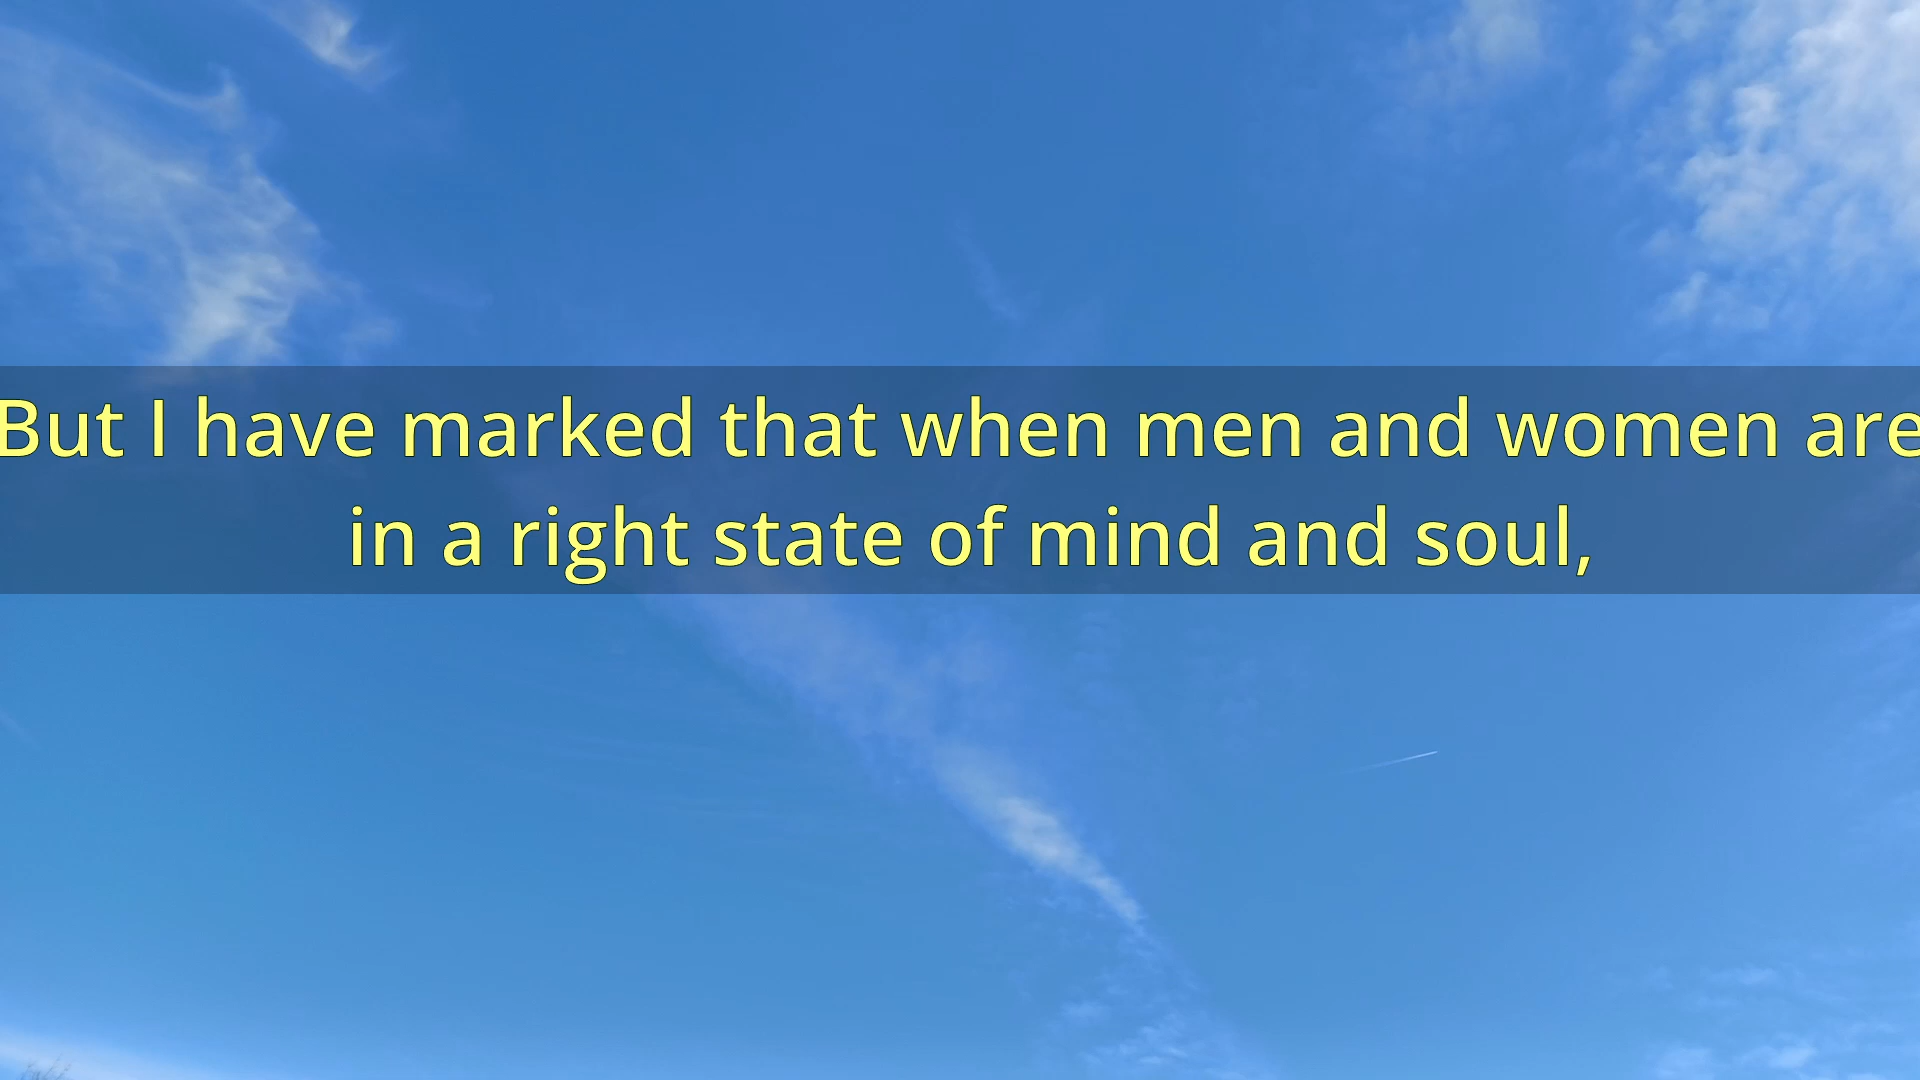 But I have marked that when men and women are
in a right state of mind and soul,